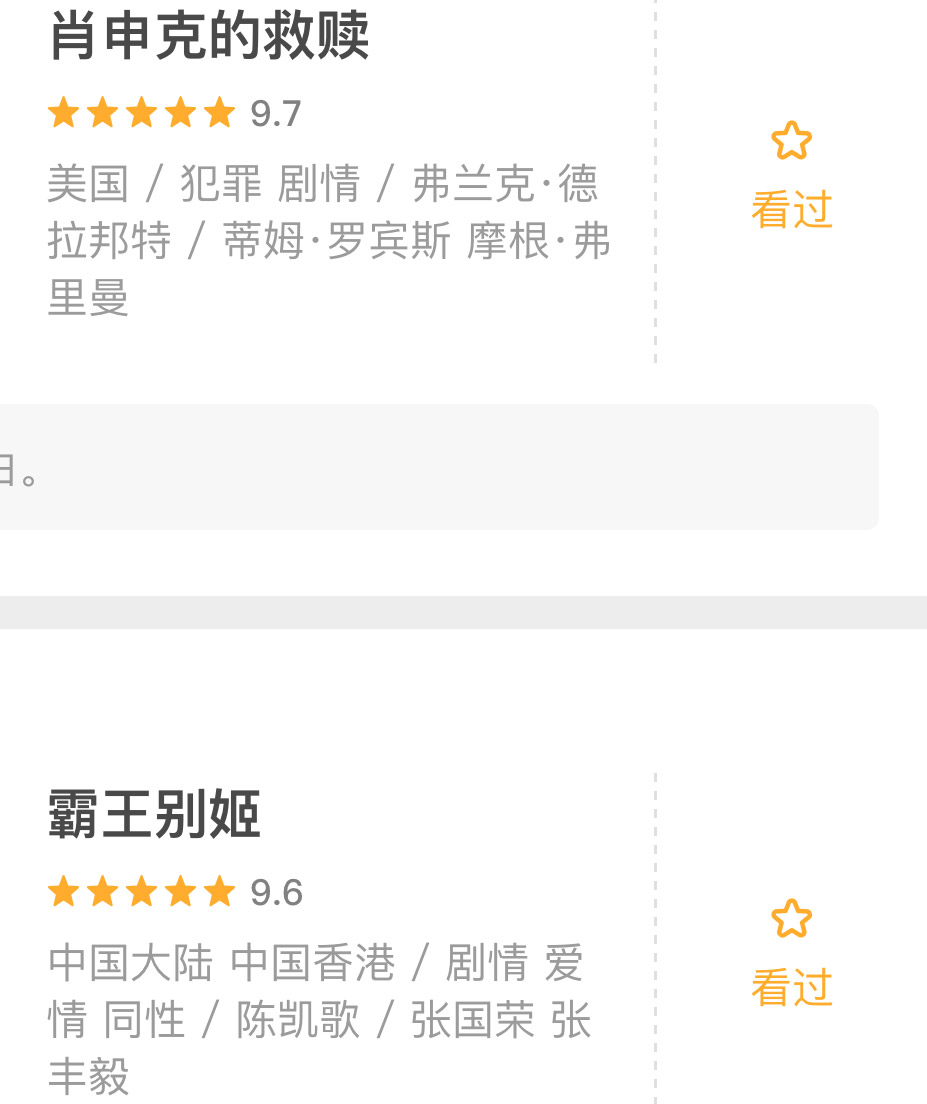 肖申克的救赎
9.7
美国 / 犯罪 剧情 / 弗兰克·德
拉邦特 / 蒂姆·罗宾斯 摩根·弗
里曼
看过
。
霸王别姬
9.6
中国大陆 中国香港 / 剧情 爱
情 同性 / 陈凯歌 / 张国荣 张
丰毅
看过